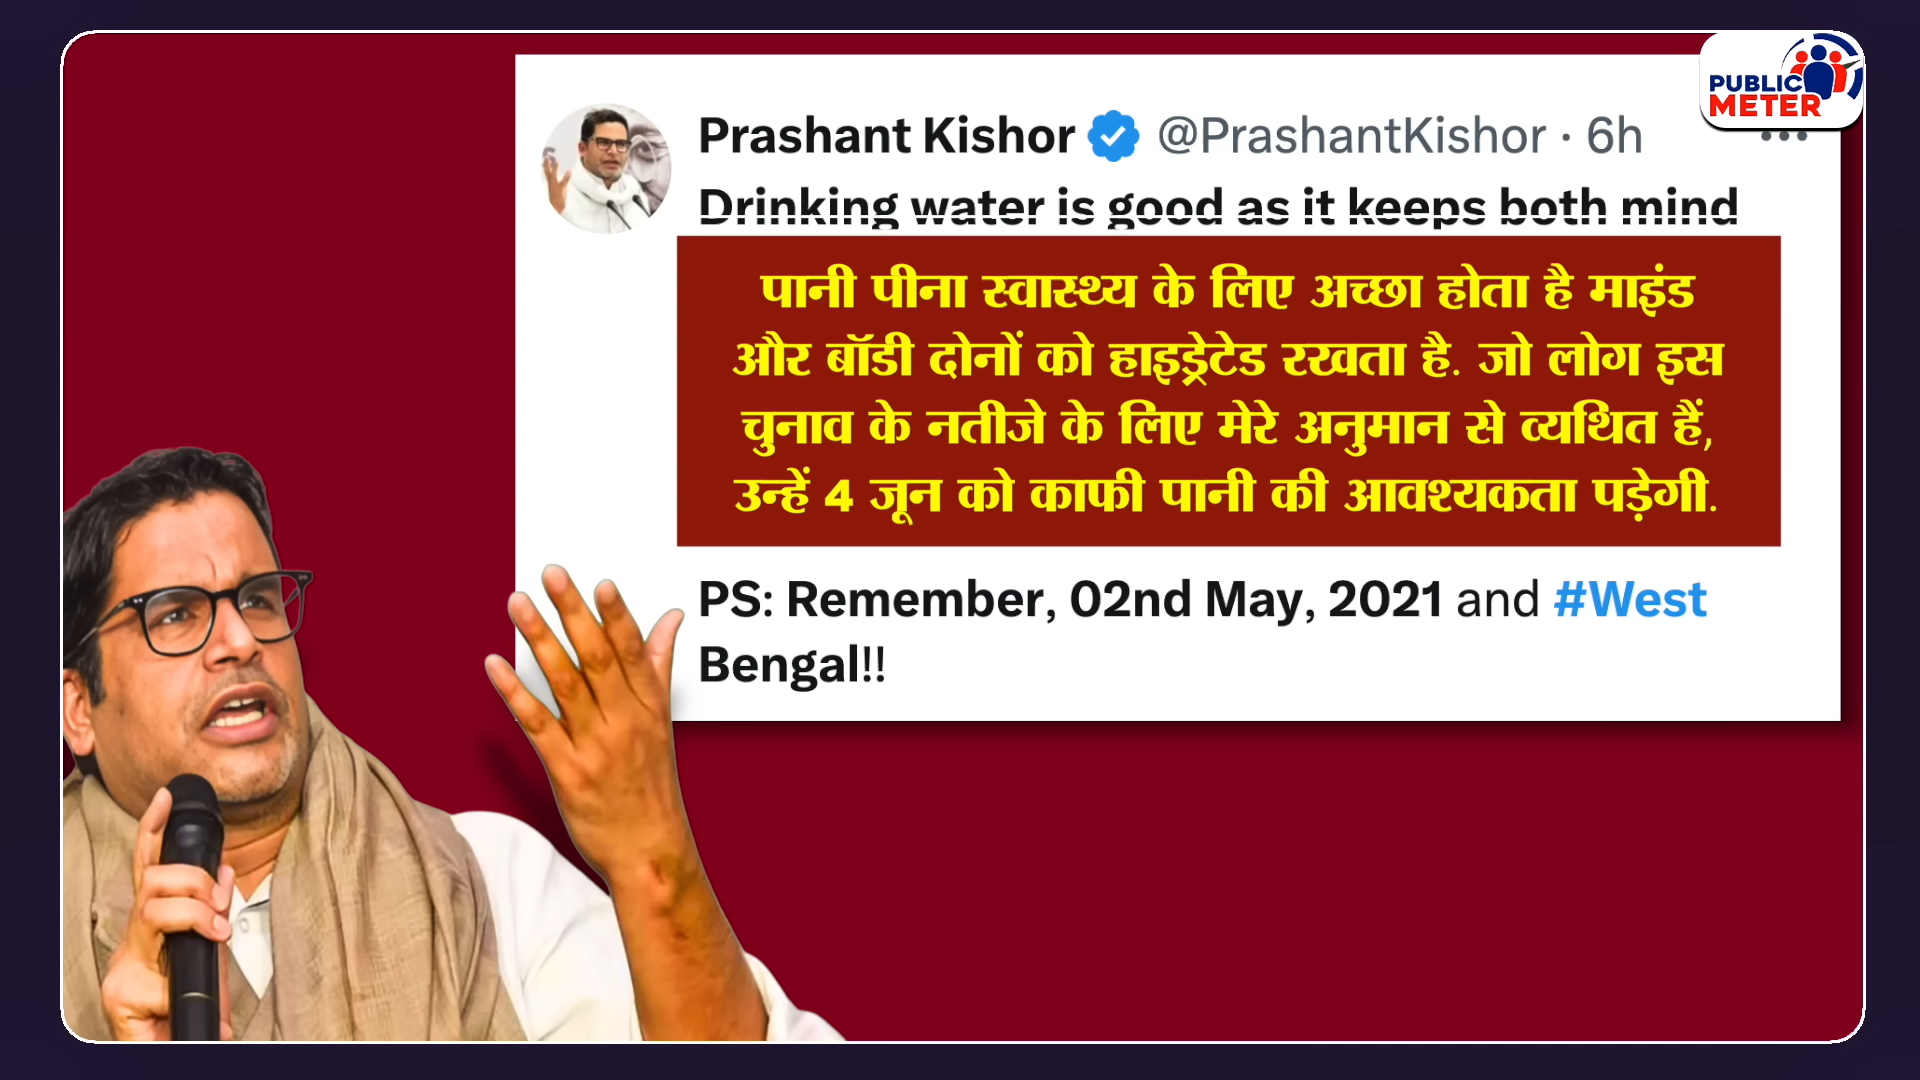 PUBLIC
METER
Prashant Kishor @PrashantKishor · 6h
Drinking water is good as it keeps both mind
पानी पीना स्वास्थ्य के लिए अच्छा होता है माइंड
और बॉडी दोनों को हाइड्रेटेड रखता है. जो लोग इस
चुनाव के नतीजे के लिए मेरे अनुमान से व्यथित हैं,
उन्हें 4 जून को काफी पानी की आवश्यकता पड़ेगी.
PS: Remember, 02nd May, 2021 and #West
Bengal!!